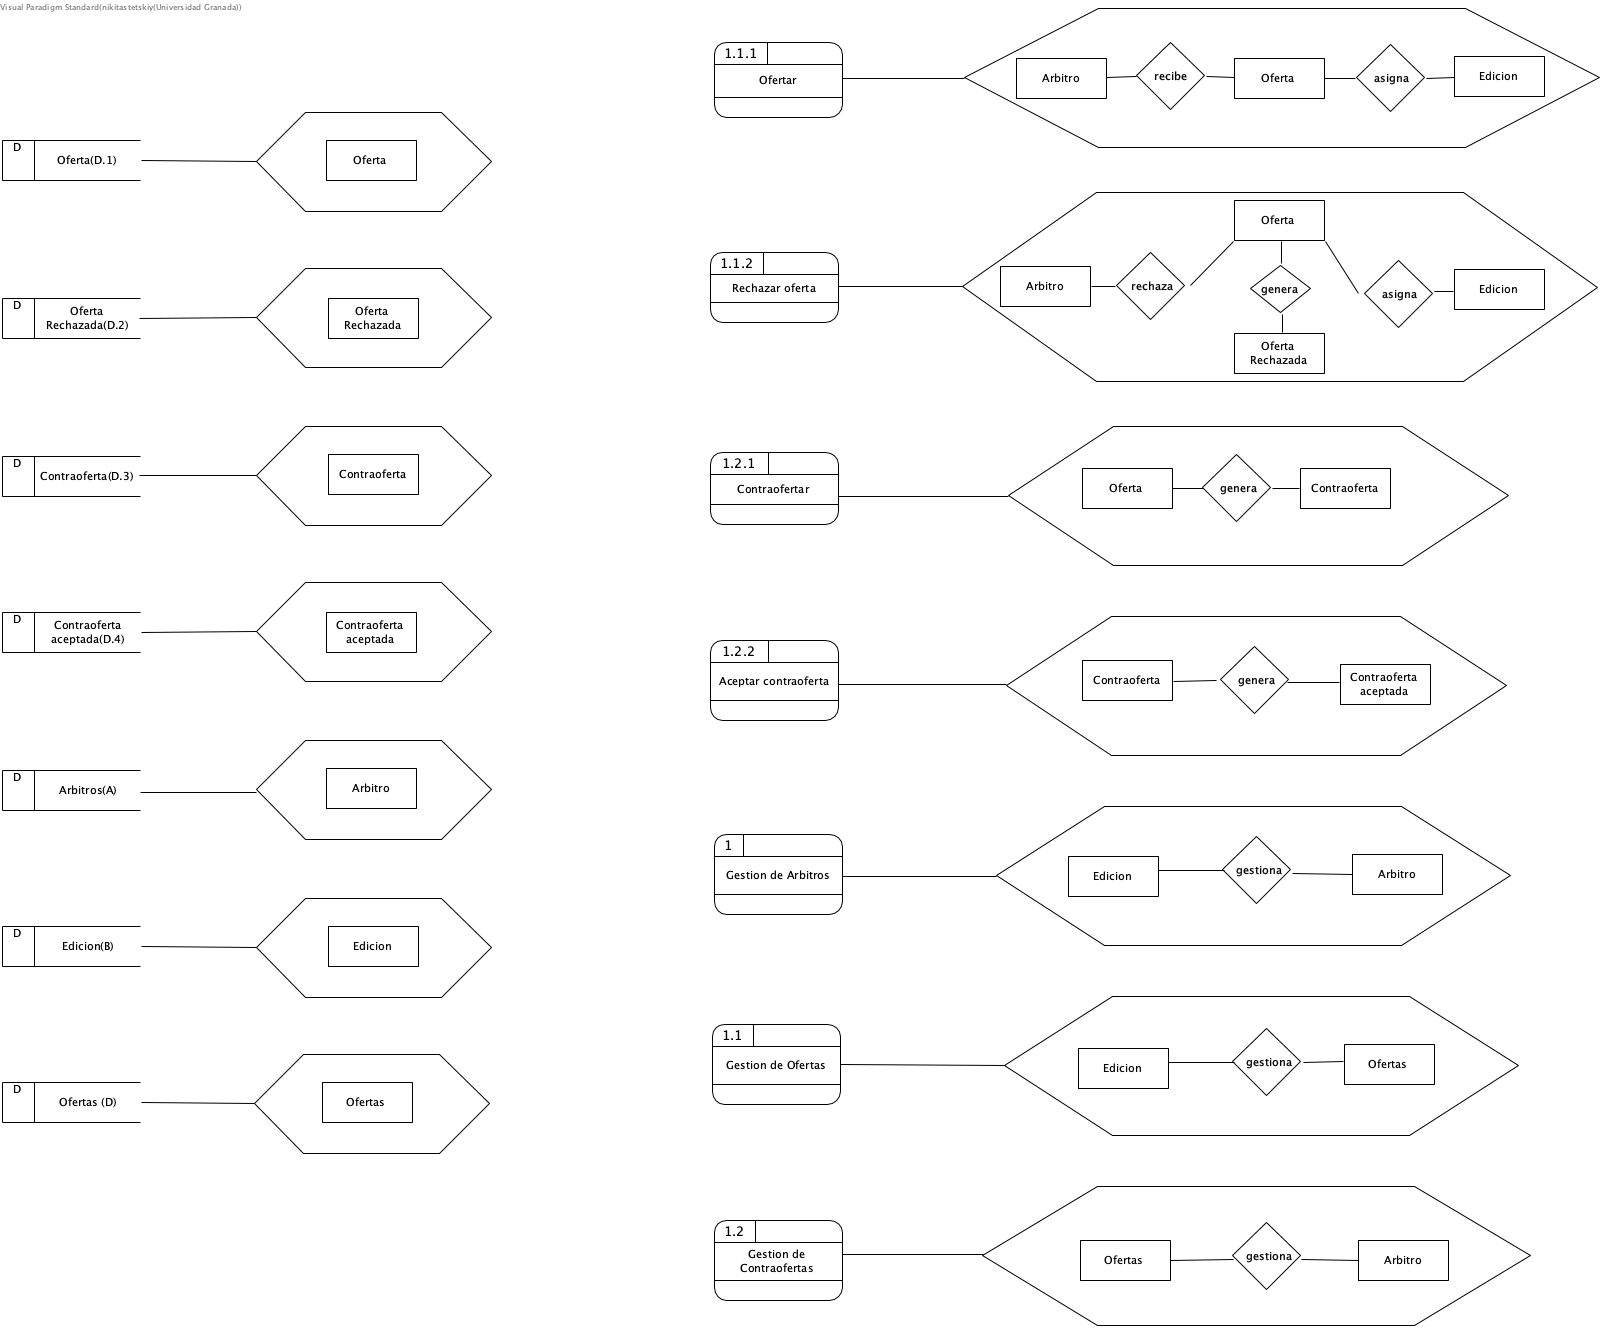 Visual Paradigm Standard(nikitastetskiy(Universidad Granada))
D
Oferta(D.1)
Oferta
D
Oferta
Rechazada(D.2)
Oferta
Rechazada
D
Contraoferta(D.3)
Contraoferta
D
Contraoferta
aceptada(D.4)
Contraoferta
aceptada
D
Arbitros(A)
Arbitro
D
Edicion(B)
Edicion
D
Ofertas (D)
Ofertas
1.1.1
Ofertar
Arbitro
recibe
Oferta
asigna
Edicion
1.1.2
Rechazar oferta
Arbitro
rechaza
Oferta
genera
Oferta
Rechazada
asigna
Edicion
1.2.1
Contraofertar
Oferta
genera
Contraoferta
1.2.2
Aceptar contraoferta
Contraoferta
genera
Contraoferta
aceptada
1
Gestion de Arbitros
Edicion
gestiona
Arbitro
1.1
Gestion de Ofertas
Edicion
gestiona
Ofertas
1.2
Gestion de
Contraofertas
Ofertas
gestiona
Arbitro